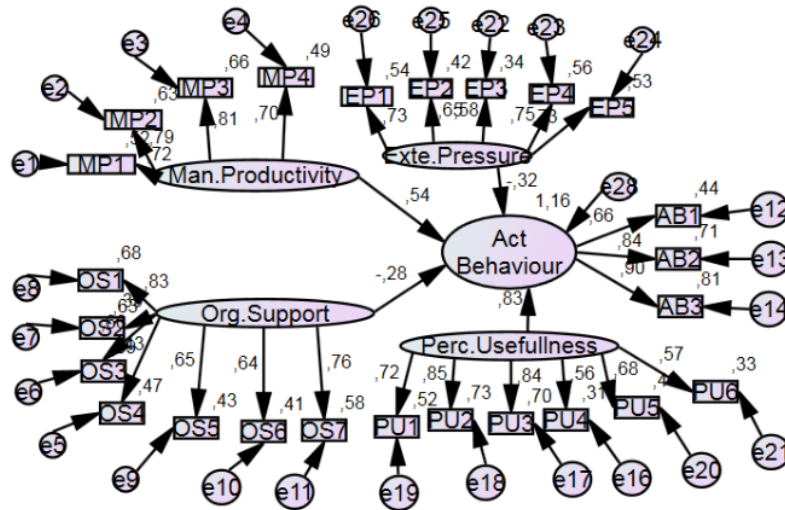 e4 e26 e25 e22 e23 e24
e3 ,66 ,49 ,54 ,42 ,34 ,56 ,53
e2 MP3 MP4 EP1 EP2 EP3 EP4 EP5
,63 MP2 ,81 ,70 ,73 ,65 ,58 ,75
,79
e1 MP1 ,72 Man.Productivity Exte.Pressure
,54 -,32 1,16 e28 ,44
,66 AB1 e12
Act ,84 ,71
Behaviour AB2 e13
,90 ,81
AB3 e14
,68 -,28 ,83
e8 OS1 ,83 Org.Support Perc.Usefullness
e7 OS2
e6 OS3 ,65 ,64 ,76 ,72 ,85 ,84 ,56 ,68 ,57 ,33
,47 ,43 ,41 ,58 ,52 ,73 ,70 ,31
e5 OS4 OS5 OS6 OS7 PU1 PU2 PU3 PU4 PU5 PU6
e9 e10 e11 e19 e18 e17 e16 e20 e21